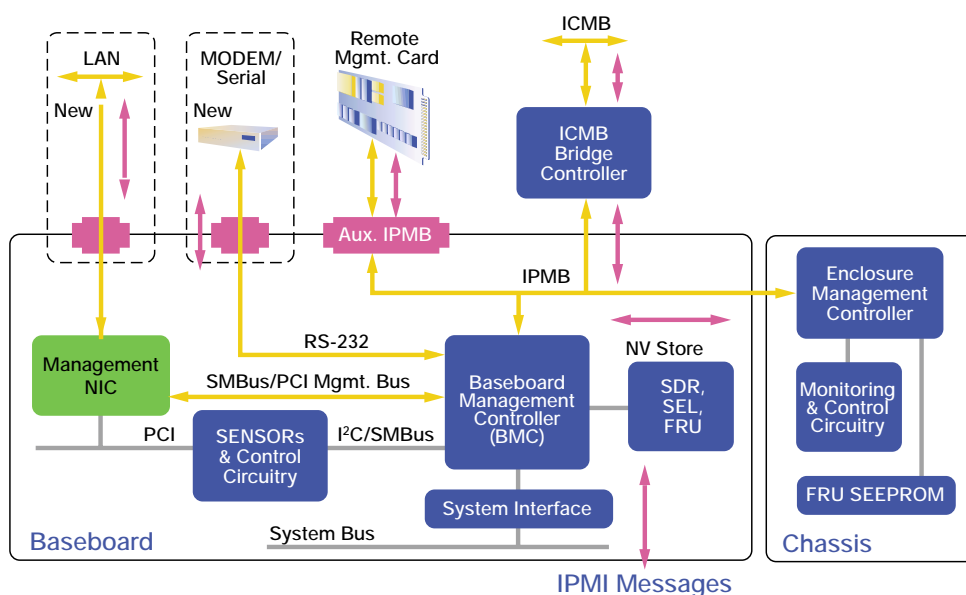 LAN
New
MODEM/
Serial
New
Remote
Mgmt. Card
ICMB
ICMB
Bridge
Controller
Aux. IPMB
IPMB
Enclosure
Management
Controller
RS-232
Management
NIC
SMBus/PCI Mgmt. Bus
Baseboard
Management
Controller
(BMC)
NV Store
SDR,
SEL,
FRU
Monitoring
& Control
Circuitry
PCI
SENSORs
& Control
Circuitry
I²C/SMBus
System Interface
FRU SEEPROM
System Bus
Baseboard
Chassis
IPMI Messages